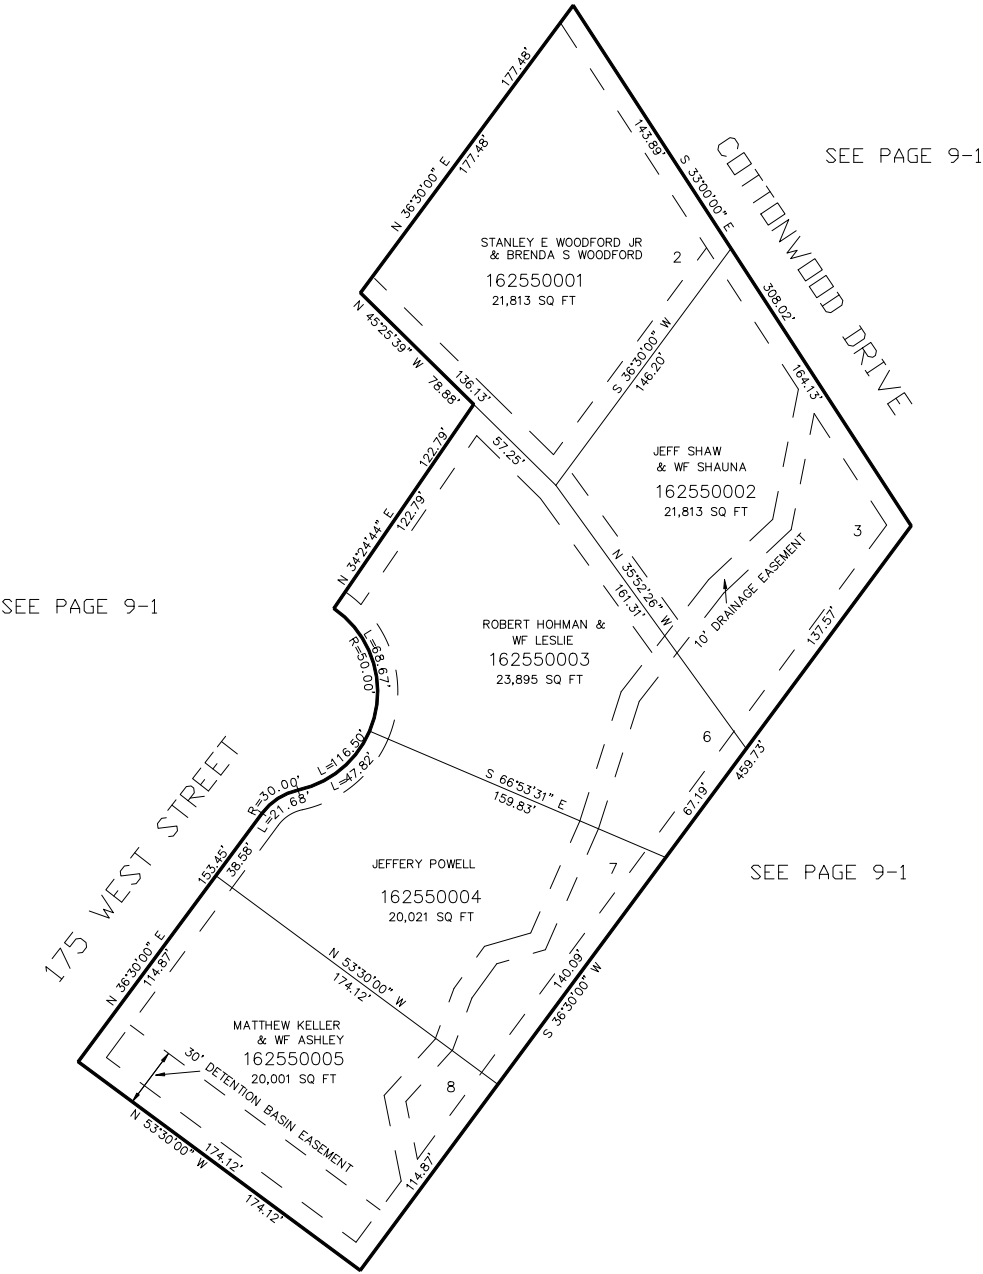 177.48'
177.48'
N 36°30'00" E
143.89'
S 33°00'00" E
COTTONWOOD DRIVE
SEE PAGE 9-1
STANLEY E WOODFORD JR
& BRENDA S WOODFORD
162550001
21,813 SQ FT
2
308.02'
164.13'
N 45°25'39" W
78.88'
136.13'
57.25'
S 36°30'00" W
146.20'
JEFF SHAW
& WF SHAUNA
162550002
21,813 SQ FT
3
122.79'
122.79'
N 34°24'44" E
N 35°52'26" W
161.31'
10' DRAINAGE EASEMENT
137.57'
SEE PAGE 9-1
ROBERT HOHMAN &
WF LESLIE
162550003
23,895 SQ FT
L=68.67'
R=50.00'
6
459.73'
67.19'
L=116.50'
L=47.82'
R=30.00'
L=21.68'
S 66°53'31" E
159.83'
175 WEST STREET
153.45'
38.58'
JEFFERY POWELL
162550004
20,021 SQ FT
7
SEE PAGE 9-1
N 36°30'00" E
114.87'
N 53°30'00" W
174.12'
140.09'
S 36°30'00" W
MATTHEW KELLER
& WF ASHLEY
162550005
20,001 SQ FT
8
30' DETENTION BASIN EASEMENT
N 53°30'00" W
174.12'
174.12'
114.87'